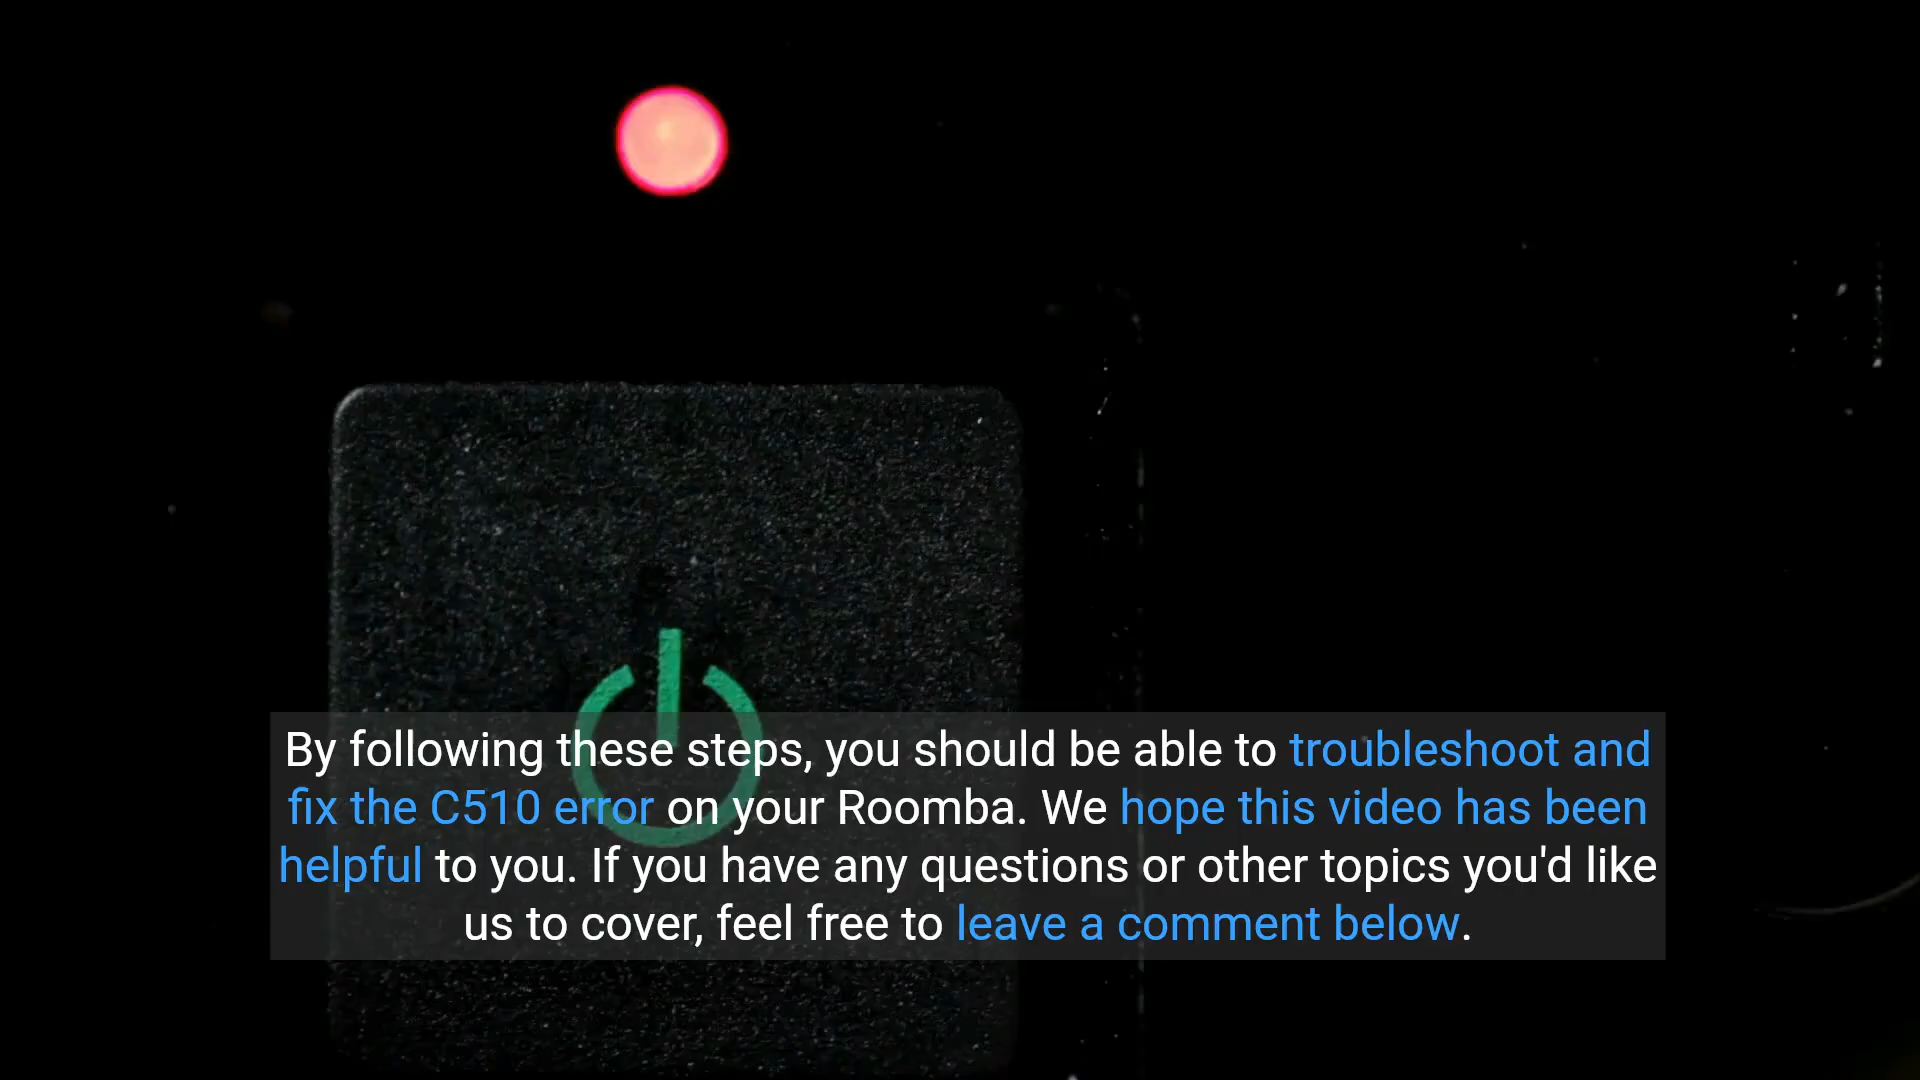 By following these steps, you should be able to troubleshoot and
fix the C510 error on your Roomba. We hope this video has been
helpful to you. If you have any questions or other topics you'd like
us to cover, feel free to leave a comment below.